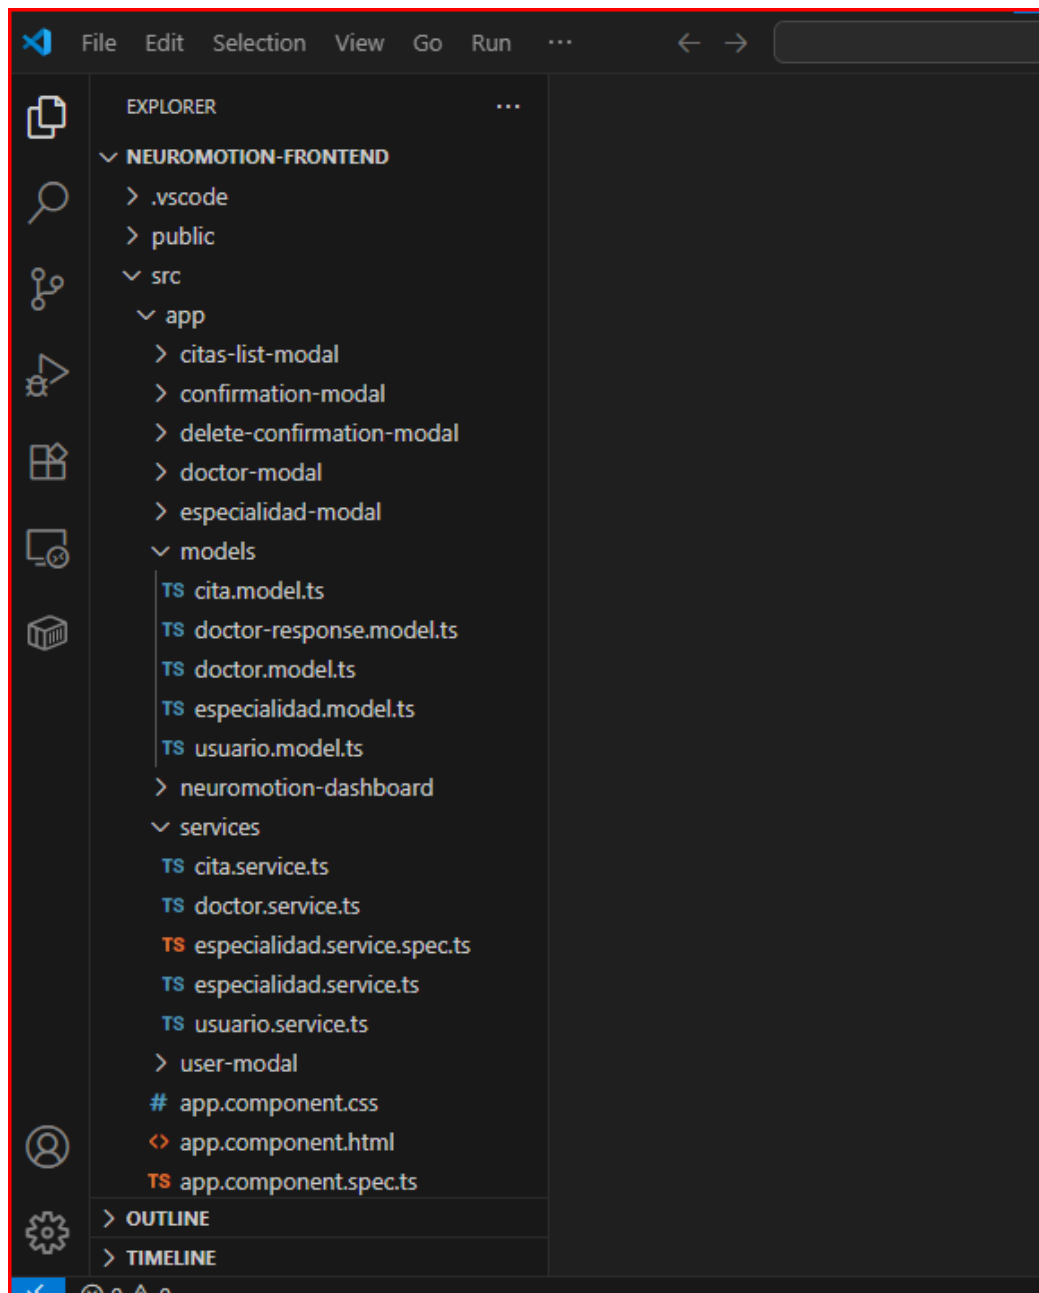 File Edit Selection View Go Run ···
EXPLORER ···
NEUROMOTION-FRONTEND
.vscode
public
src
app
citas-list-modal
confirmation-modal
delete-confirmation-modal
doctor-modal
especialidad-modal
models
TS cita.model.ts
TS doctor-response.model.ts
TS doctor.model.ts
TS especialidad.model.ts
TS usuario.model.ts
neuromotion-dashboard
services
TS cita.service.ts
TS doctor.service.ts
TS especialidad.service.spec.ts
TS especialidad.service.ts
TS usuario.service.ts
user-modal
# app.component.css
<> app.component.html
TS app.component.spec.ts
OUTLINE
TIMELINE